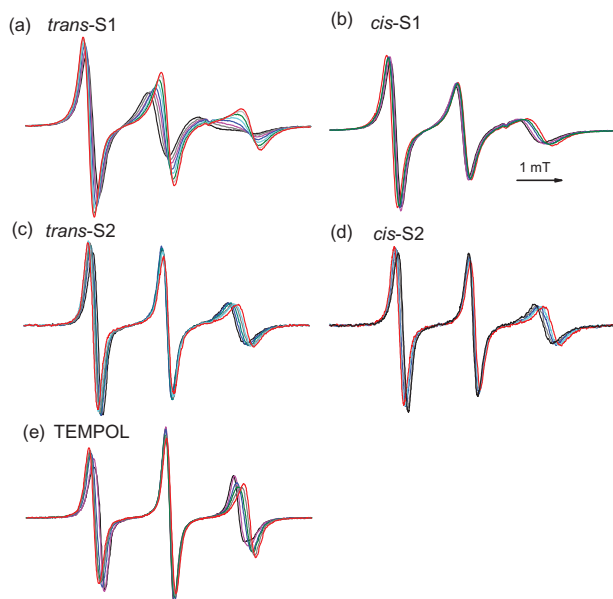 (a) trans-S1
(b) cis-S1
1 mT
(c) trans-S2
(d) cis-S2
(e) TEMPOL